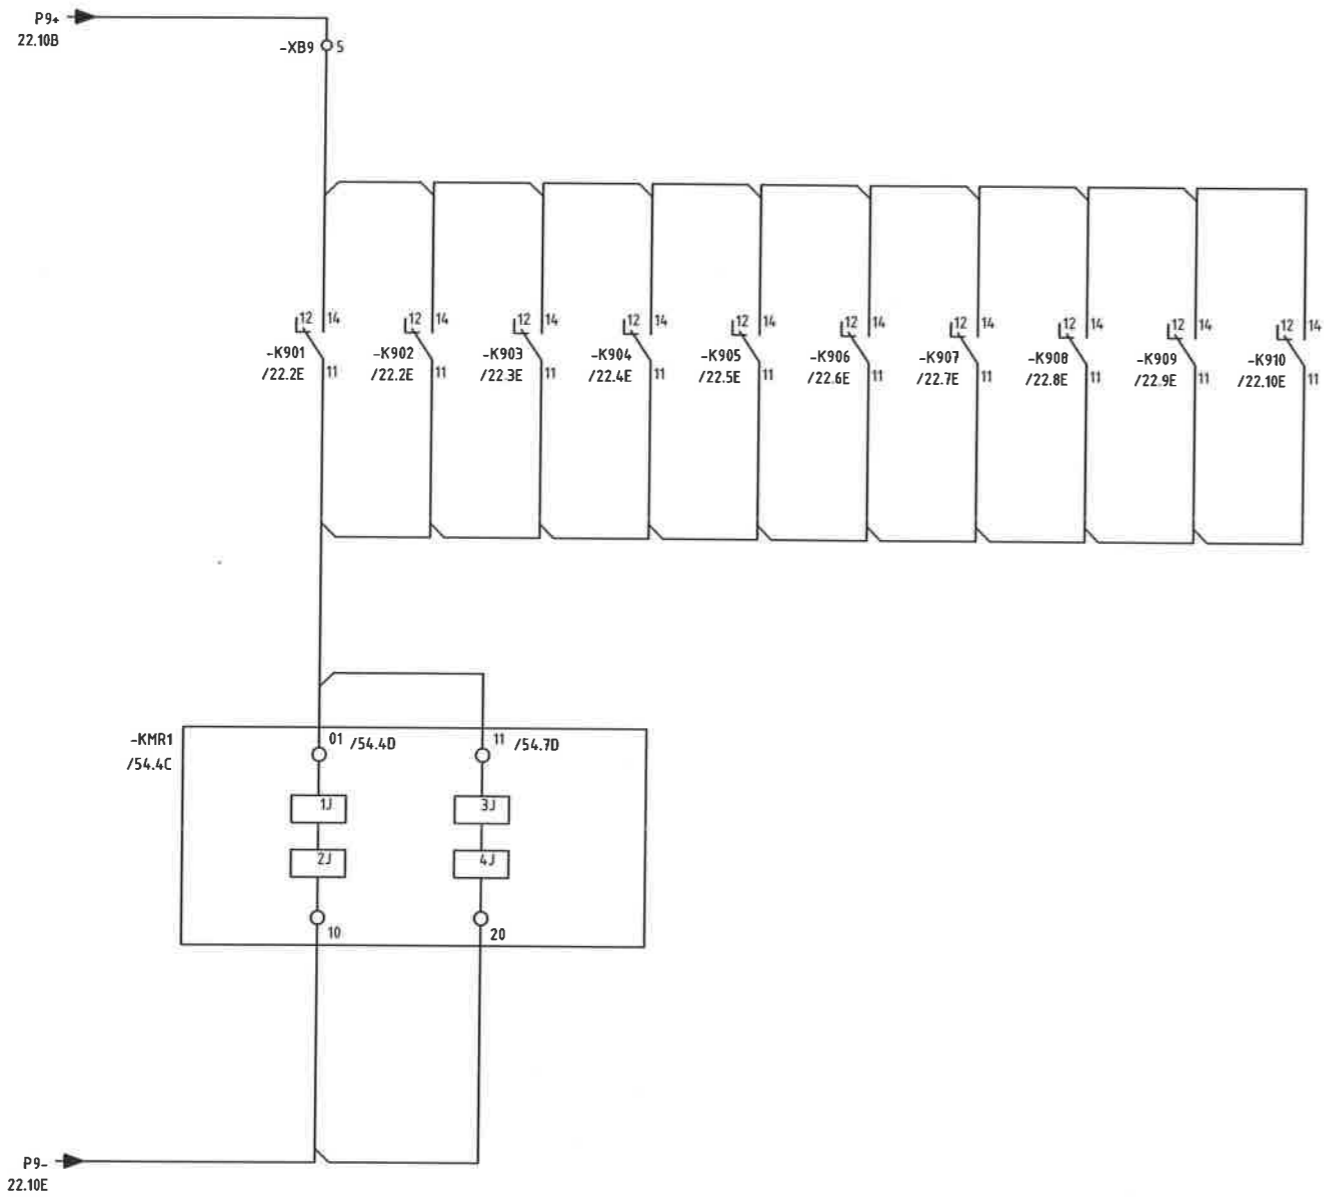 P9+
22.10B
-XB9 5
12 14
-K901
/22.2E 11
12 14
-K902
/22.2E 11
12 14
-K903
/22.3E 11
12 14
-K904
/22.4E 11
12 14
-K905
/22.5E 11
12 14
-K906
/22.6E 11
12 14
-K907
/22.7E 11
12 14
-K908
/22.8E 11
12 14
-K909
/22.9E 11
12 14
-K910
/22.10E 11
-KMR1
/54.4C
01 /54.4D
11 /54.7D
1J
3J
2J
4J
10
20
P9-
22.10E